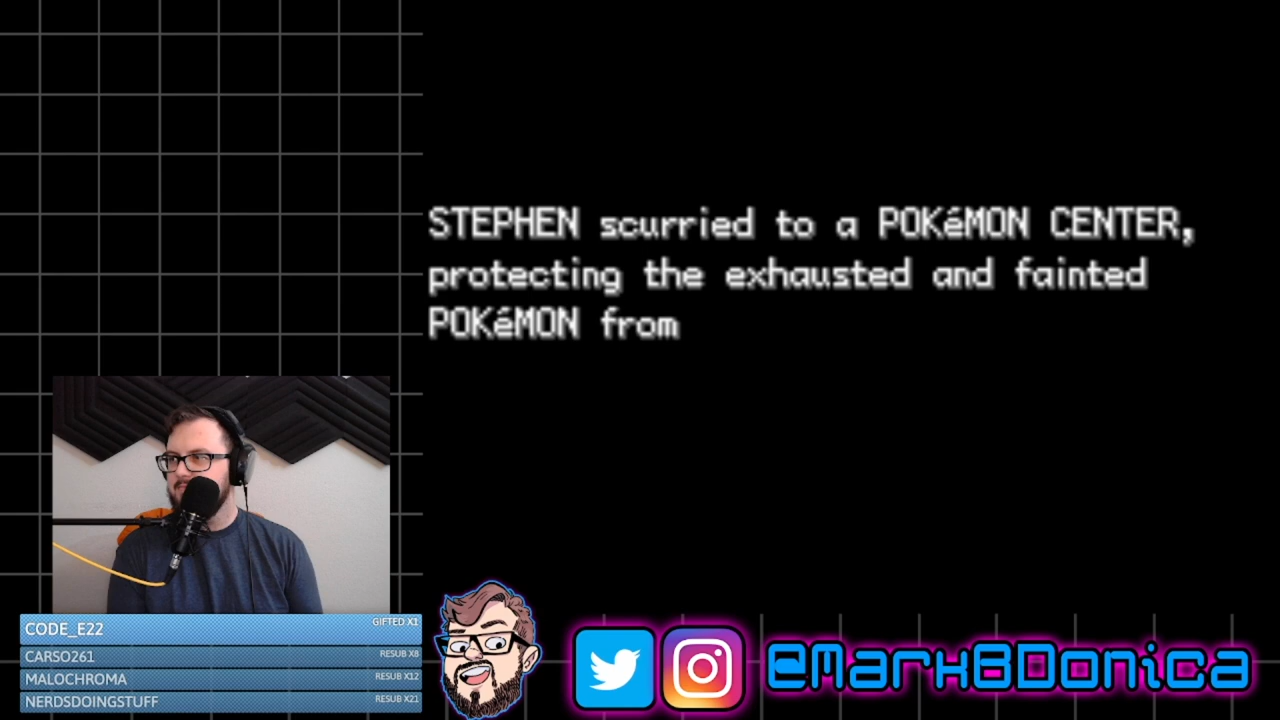 STEPHEN scurried to a POKéMON CENTER,
protecting the exhausted and fainted
POKéMON from
CODE_E22 GIFTED X1
CARSO261 RESUB X8
MALOCHROMA RESUB X12
NERDSDOINGSTUFF RESUB X21
@MarkBDonica